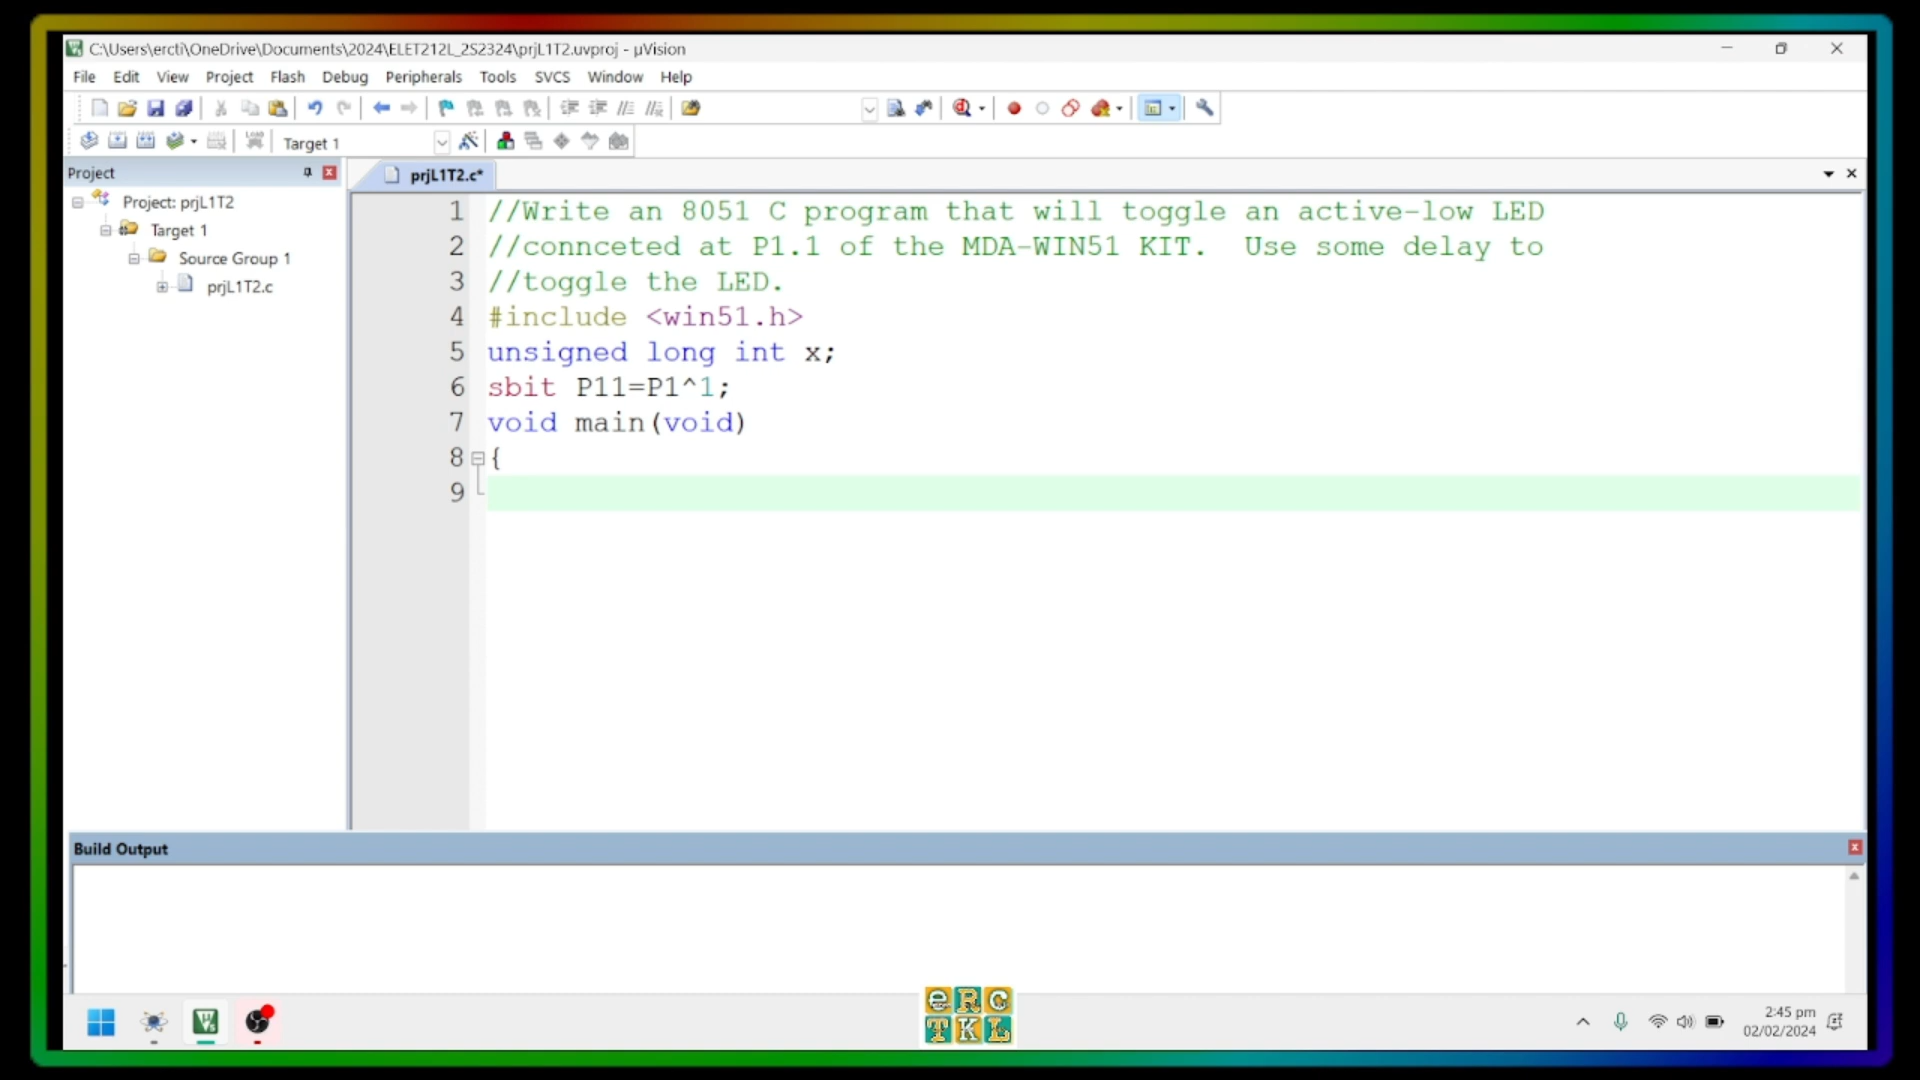 C:\Users\ercti\OneDrive\Documents\2024\ELET212L_2S2324\prjL1T2.uvproj - µVision
File Edit View Project Flash Debug Peripherals Tools SVCS Window Help
LOAD Target 1
Project
prjL1T2.c*
Project: prjL1T2
Target 1
Source Group 1
prjL1T2.c
1 //Write an 8051 C program that will toggle an active-low LED
2 //connceted at P1.1 of the MDA-WIN51 KIT.  Use some delay to
3 //toggle the LED.
4 #include <win51.h>
5 unsigned long int x;
6 sbit P11=P1^1;
7 void main(void)
8 {
9
Build Output
eRC
TKL
2:45 pm
02/02/2024